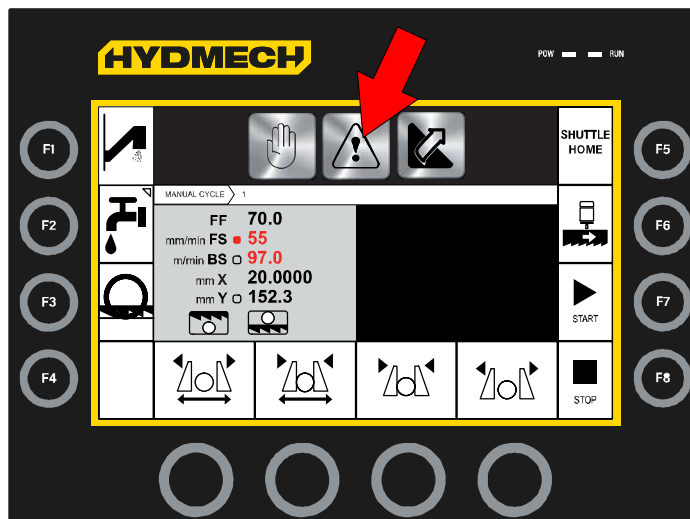 HYDMECH
POW RUN
F1
SHUTTLE
HOME
F5
MANUAL CYCLE 1
F2
FF 70.0
mm/min FS 55
m/min BS 97.0
mm X 20.0000
mm Y 152.3
F6
F3
START
F7
F4
STOP
F8